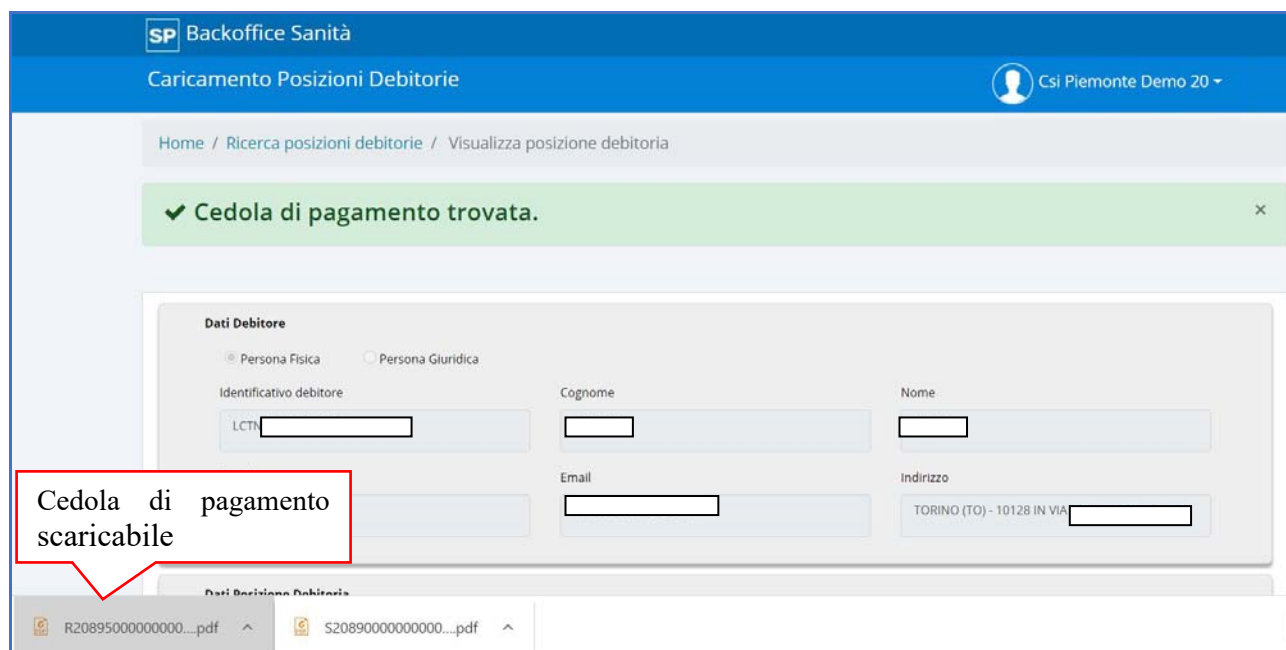 SP Backoffice Sanità
Caricamento Posizioni Debitorie
Csi Piemonte Demo 20
Home / Ricerca posizioni debitorie / Visualizza posizione debitoria
✔ Cedola di pagamento trovata.
×
Dati Debitore
Persona Fisica Persona Giuridica
Identificativo debitore Cognome Nome
LCTN
Email Indirizzo
TORINO (TO) - 10128 IN VIA
Cedola di pagamento
scaricabile
Dati Posizione Debitoria
R20895000000000....pdf S20890000000000....pdf